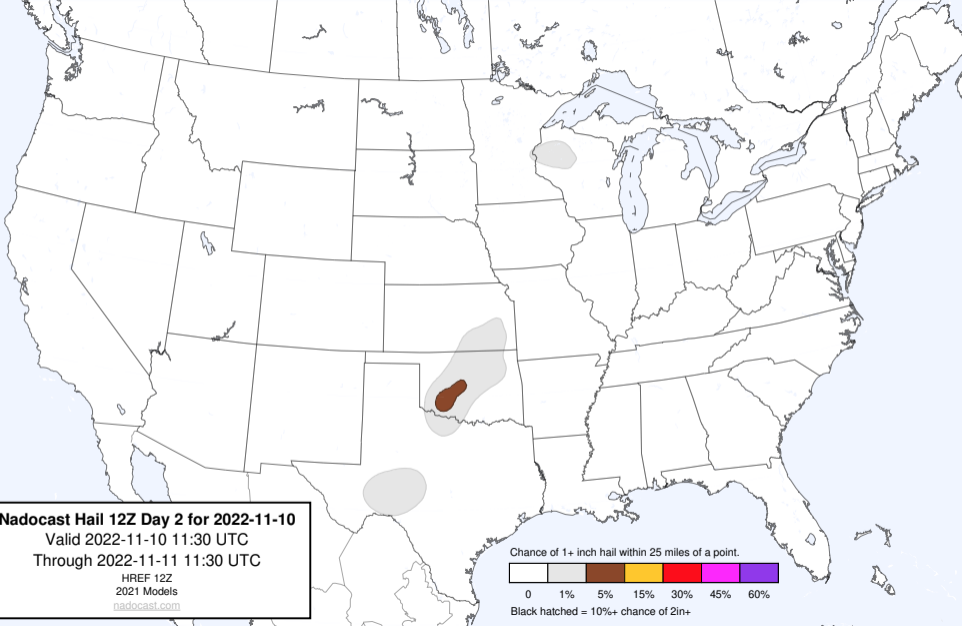 Nadocast Hail 12Z Day 2 for 2022-11-10
Valid 2022-11-10 11:30 UTC
Through 2022-11-11 11:30 UTC
HREF 12Z
2021 Models
nadocast.com
Chance of 1+ inch hail within 25 miles of a point.
0 1% 5% 15% 30% 45% 60%
Black hatched = 10%+ chance of 2in+